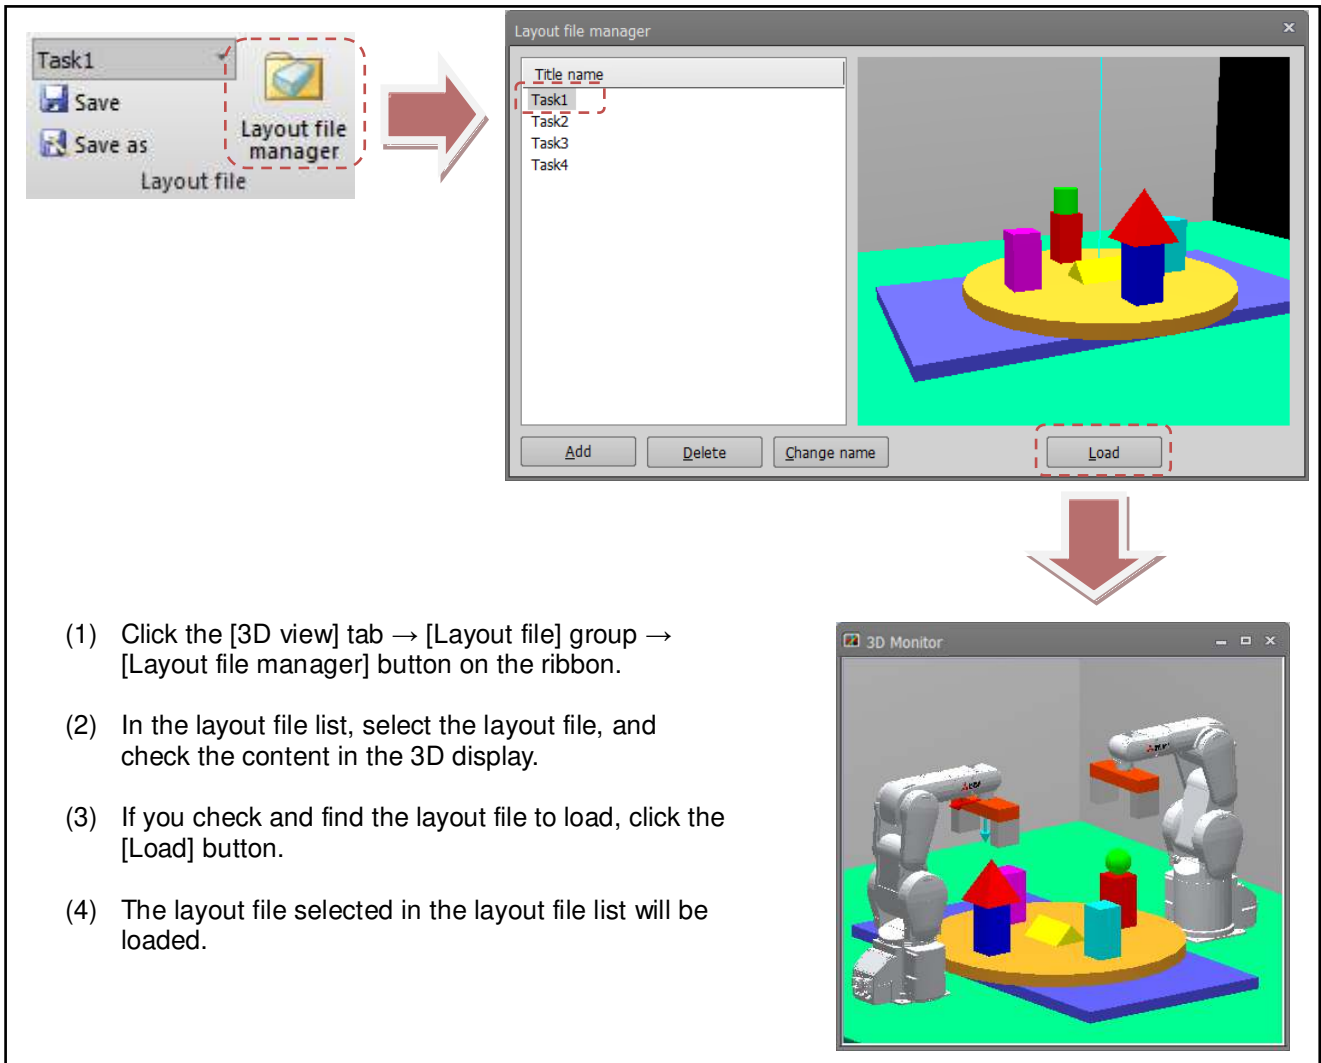 Task1
Save
Save as
Layout file
manager
Layout file
Layout file manager
Title name
Task1
Task2
Task3
Task4
Add
Delete
Change name
Load
(1) Click the [3D view] tab → [Layout file] group →
[Layout file manager] button on the ribbon.
(2) In the layout file list, select the layout file, and
check the content in the 3D display.
(3) If you check and find the layout file to load, click the
[Load] button.
(4) The layout file selected in the layout file list will be
loaded.
3D Monitor